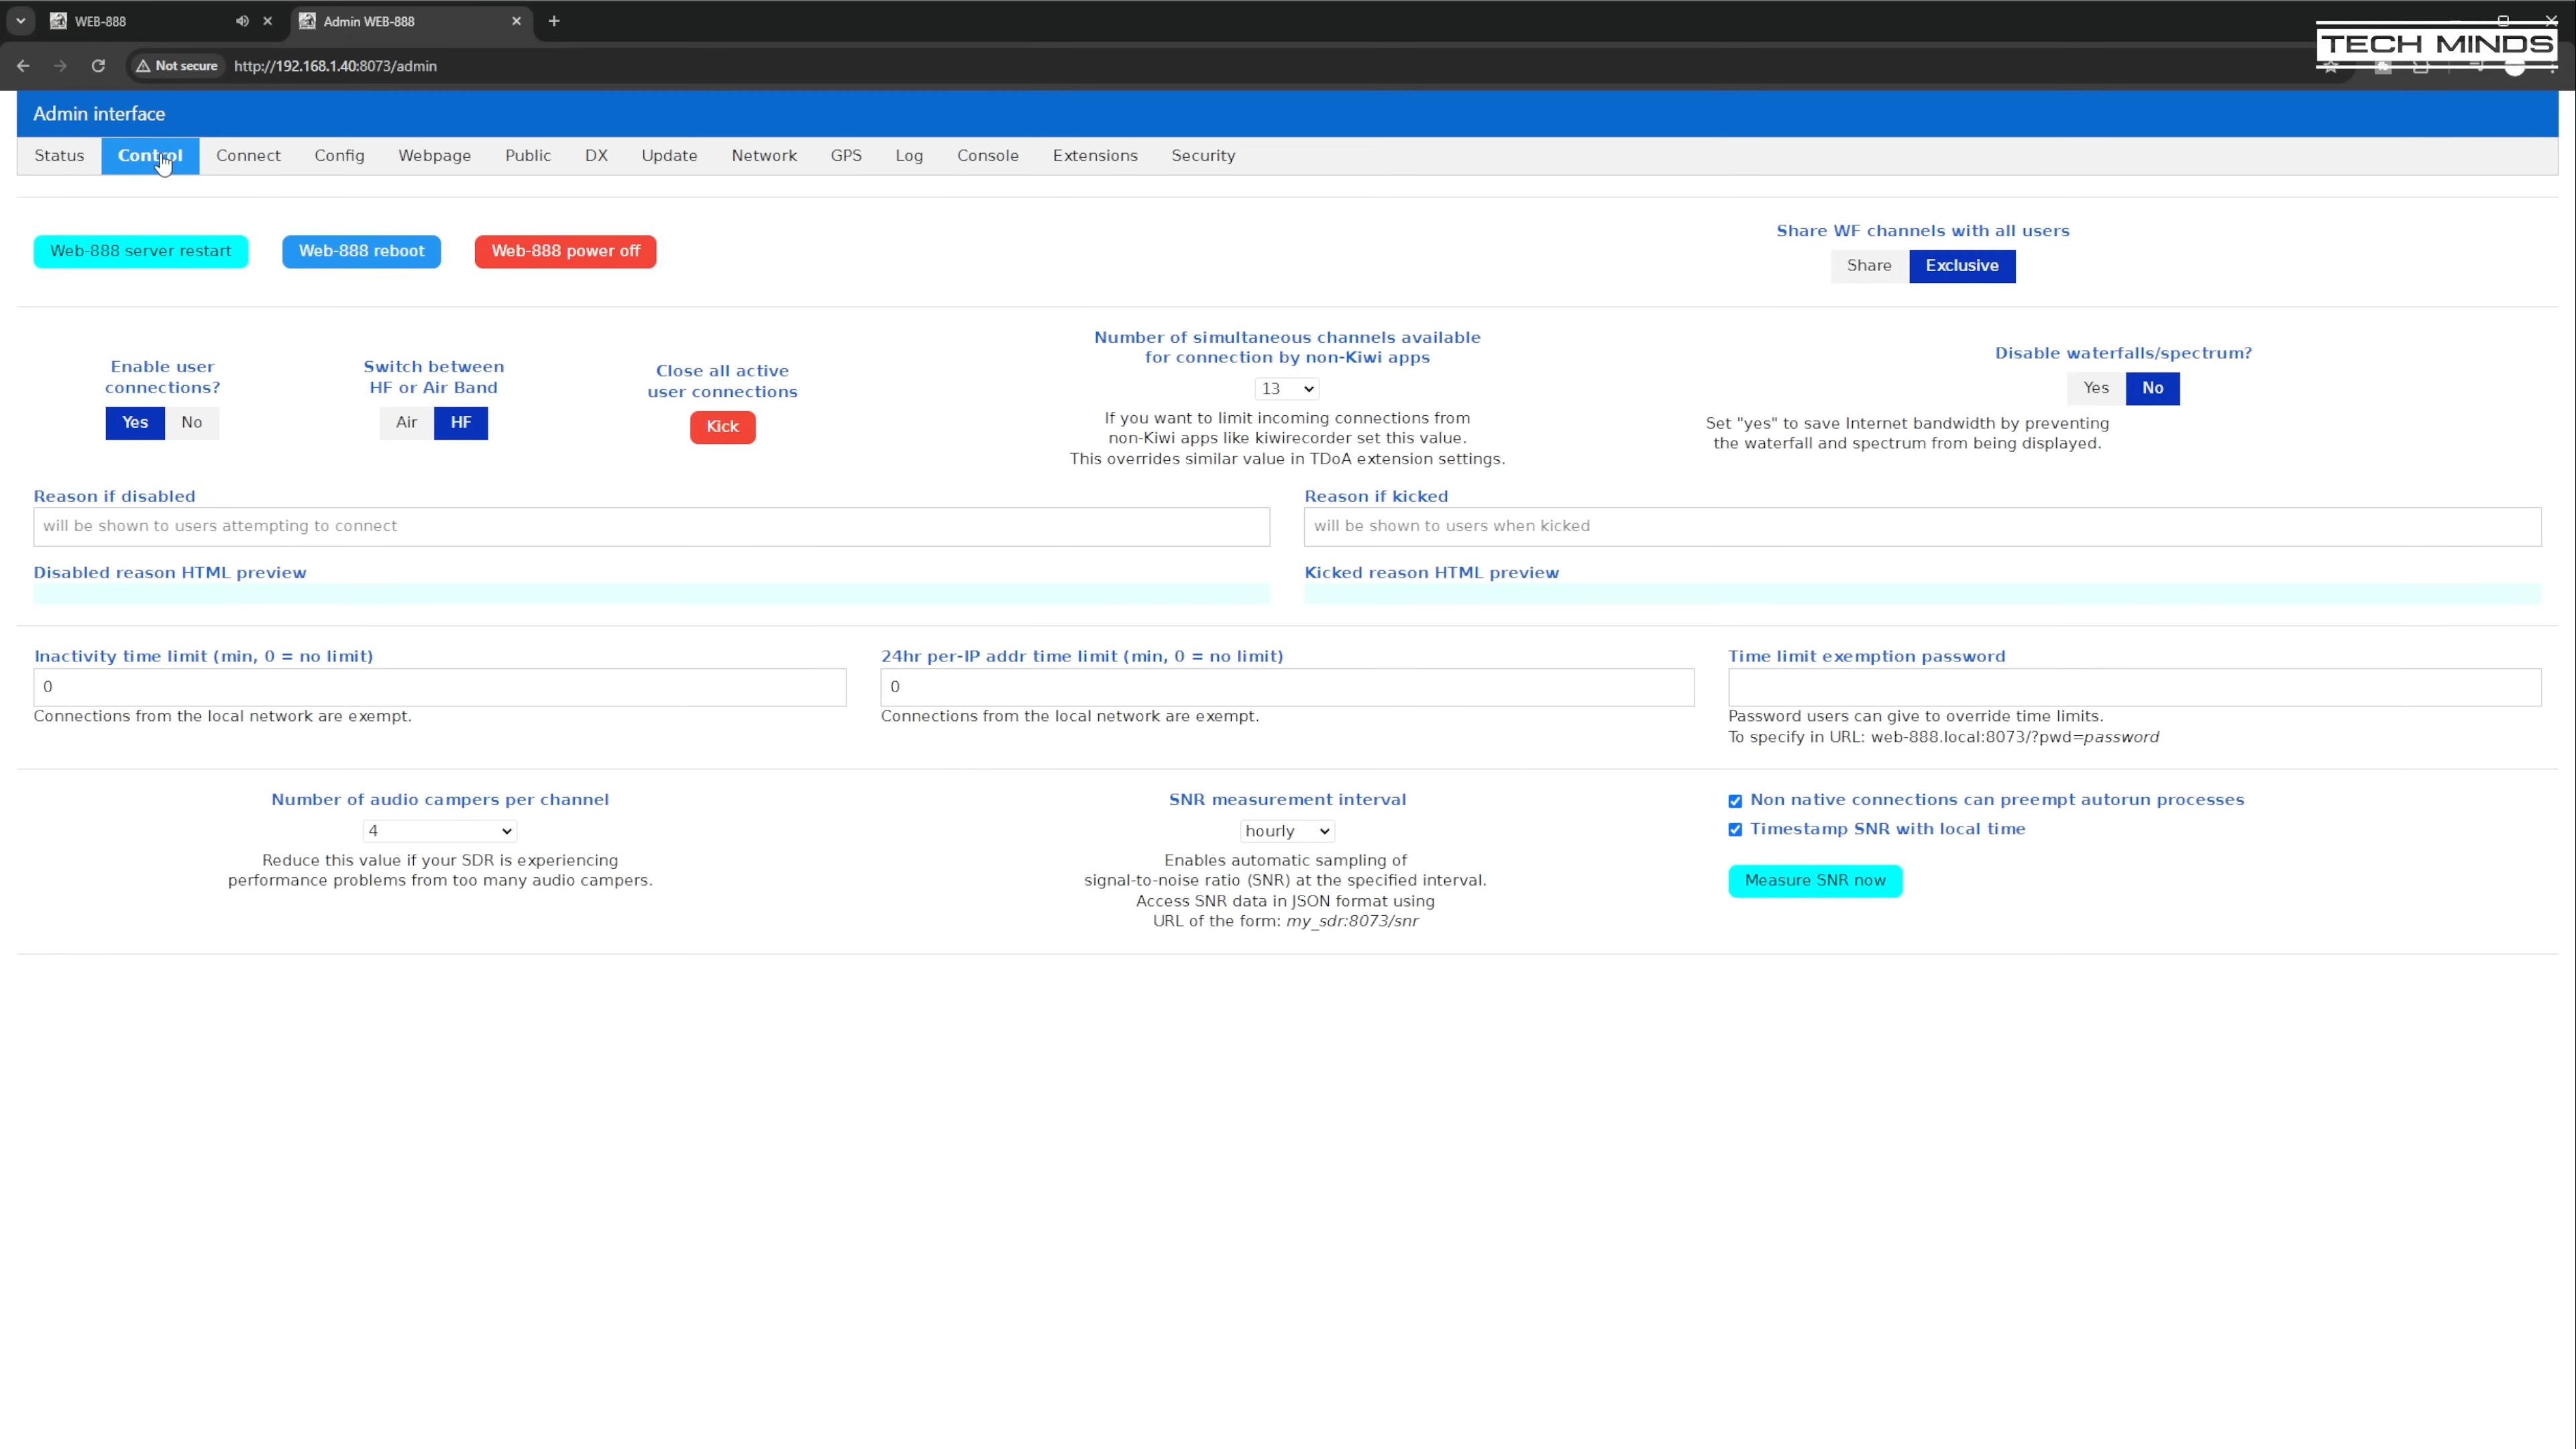 WEB-888
Admin WEB-888
TECH MINDS
Not secure
http://192.168.1.40:8073/admin
Admin interface
Status
Control
Connect
Config
Webpage
Public
DX
Update
Network
GPS
Log
Console
Extensions
Security
Web-888 server restart
Web-888 reboot
Web-888 power off
Share WF channels with all users
Share
Exclusive
Enable user
connections?
Yes
No
Switch between
HF or Air Band
Air
HF
Close all active
user connections
Kick
Number of simultaneous channels available
for connection by non-Kiwi apps
13
If you want to limit incoming connections from
non-Kiwi apps like kiwirecorder set this value.
This overrides similar value in TDoA extension settings.
Disable waterfalls/spectrum?
Yes
No
Set "yes" to save Internet bandwidth by preventing
the waterfall and spectrum from being displayed.
Reason if disabled
will be shown to users attempting to connect
Disabled reason HTML preview
Reason if kicked
will be shown to users when kicked
Kicked reason HTML preview
Inactivity time limit (min, 0 = no limit)
0
Connections from the local network are exempt.
24hr per-IP addr time limit (min, 0 = no limit)
0
Connections from the local network are exempt.
Time limit exemption password
Password users can give to override time limits.
To specify in URL: web-888.local:8073/?pwd=password
Number of audio campers per channel
4
Reduce this value if your SDR is experiencing
performance problems from too many audio campers.
SNR measurement interval
hourly
Enables automatic sampling of
signal-to-noise ratio (SNR) at the specified interval.
Access SNR data in JSON format using
URL of the form: my_sdr:8073/snr
Non native connections can preempt autorun processes
Timestamp SNR with local time
Measure SNR now